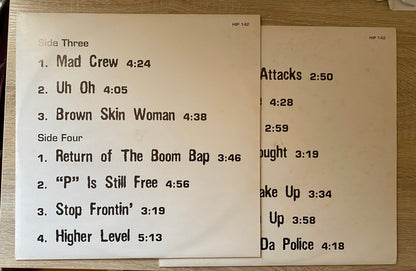 HIP 142
Side Three
1. Mad Crew 4:24
2. Uh Oh 4:05
3. Brown Skin Woman 4:38
Side Four
1. Return of The Boom Bap 3:46
2. "P" Is Still Free 4:56
3. Stop Frontin' 3:19
4. Higher Level 5:13
HIP 142
Attacks 2:50
4:28
2:59
ought 3:19
ake Up 3:34
Up 3:58
Da Police 4:18